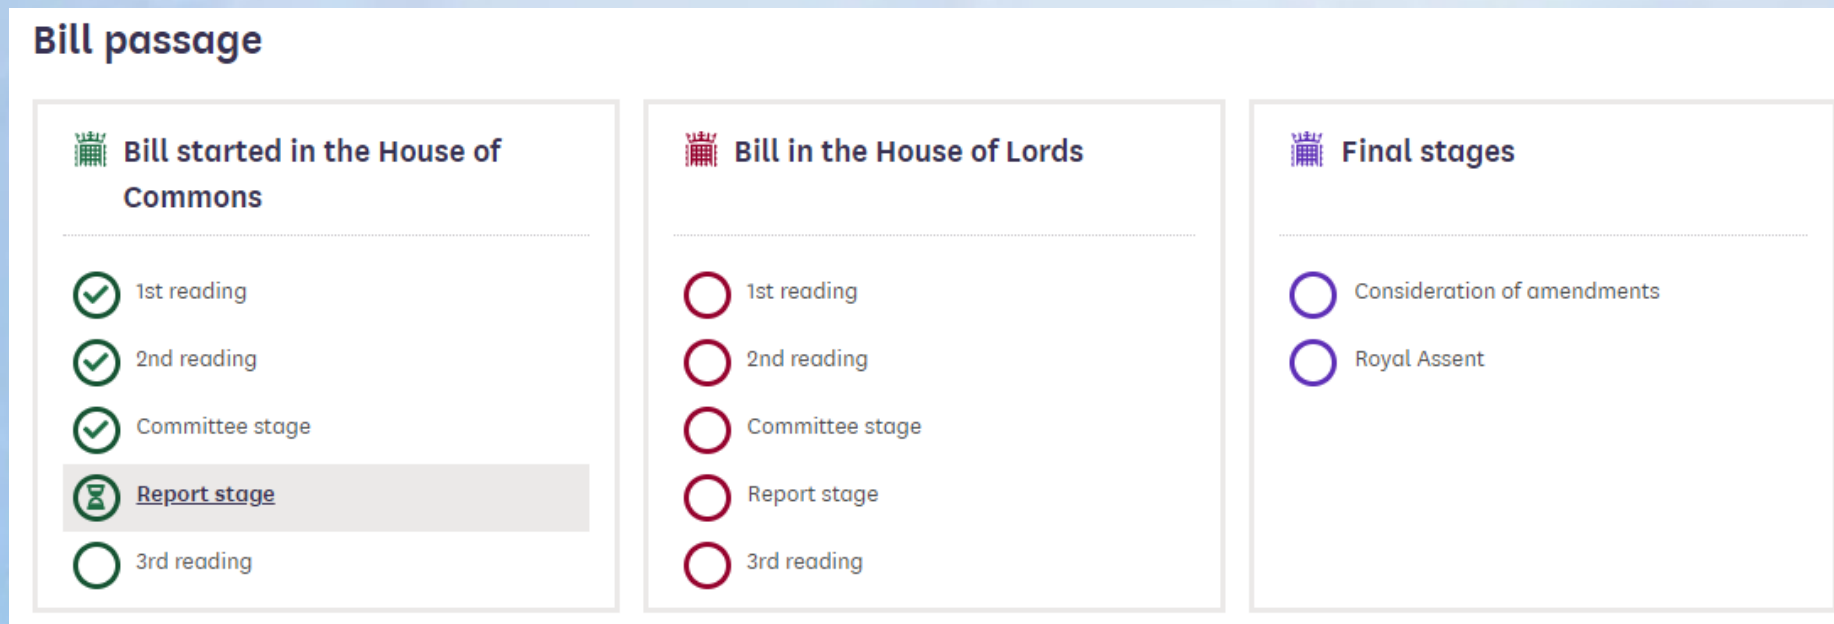 Bill passage
Bill started in the House of
Commons
1st reading
2nd reading
Committee stage
Report stage
3rd reading
Bill in the House of Lords
1st reading
2nd reading
Committee stage
Report stage
3rd reading
Final stages
Consideration of amendments
Royal Assent